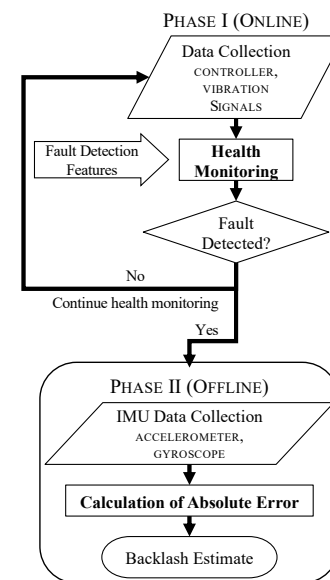 PHASE I (ONLINE)
Data Collection
CONTROLLER,
VIBRATION
SIGNALS
Fault Detection
Features
Health
Monitoring
Fault
Detected?
No
Continue health monitoring
Yes
PHASE II (OFFLINE)
IMU Data Collection
ACCELEROMETER,
GYROSCOPE
Calculation of Absolute Error
Backlash Estimate